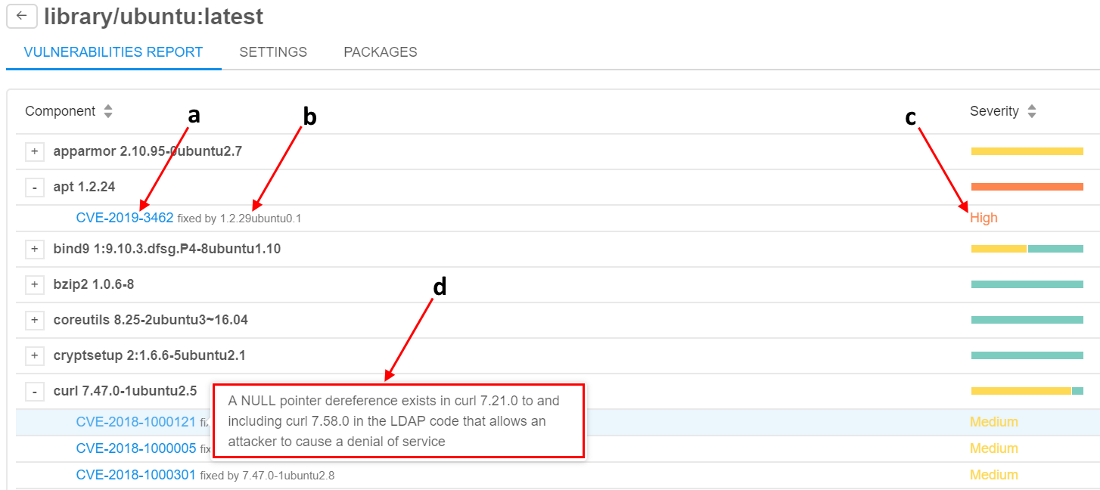 library/ubuntu:latest
VULNERABILITIES REPORT SETTINGS PACKAGES
Component Severity
a b c
+ apparmor 2.10.95-0ubuntu2.7
- apt 1.2.24
CVE-2019-3462 fixed by 1.2.29ubuntu0.1 High
+ bind9 1:9.10.3.dfsg.P4-8ubuntu1.10
+ bzip2 1.0.6-8
d
+ coreutils 8.25-2ubuntu3~16.04
+ cryptsetup 2:1.6.6-5ubuntu2.1
- curl 7.47.0-1ubuntu2.5
A NULL pointer dereference exists in curl 7.21.0 to and
including curl 7.58.0 in the LDAP code that allows an
attacker to cause a denial of service
CVE-2018-1000121 Medium
CVE-2018-1000005 Medium
CVE-2018-1000301 fixed by 7.47.0-1ubuntu2.8 Medium